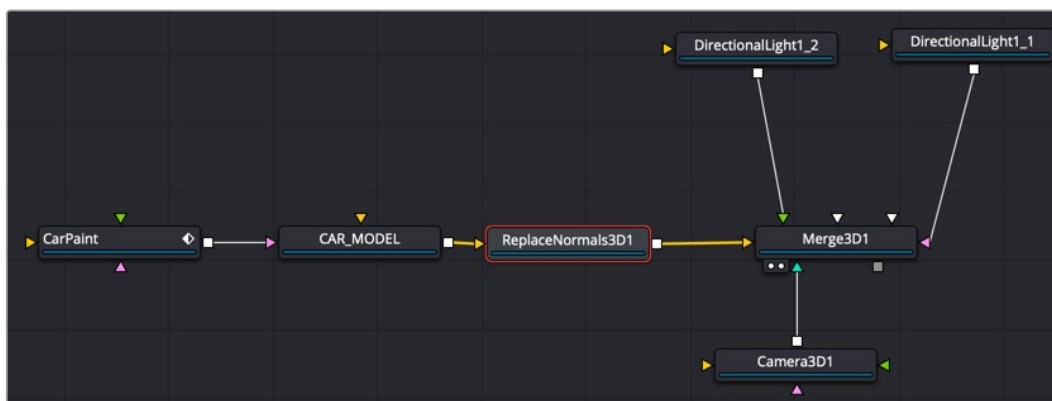 DirectionalLight1_2
DirectionalLight1_1
CarPaint
CAR_MODEL
ReplaceNormals3D1
Merge3D1
Camera3D1